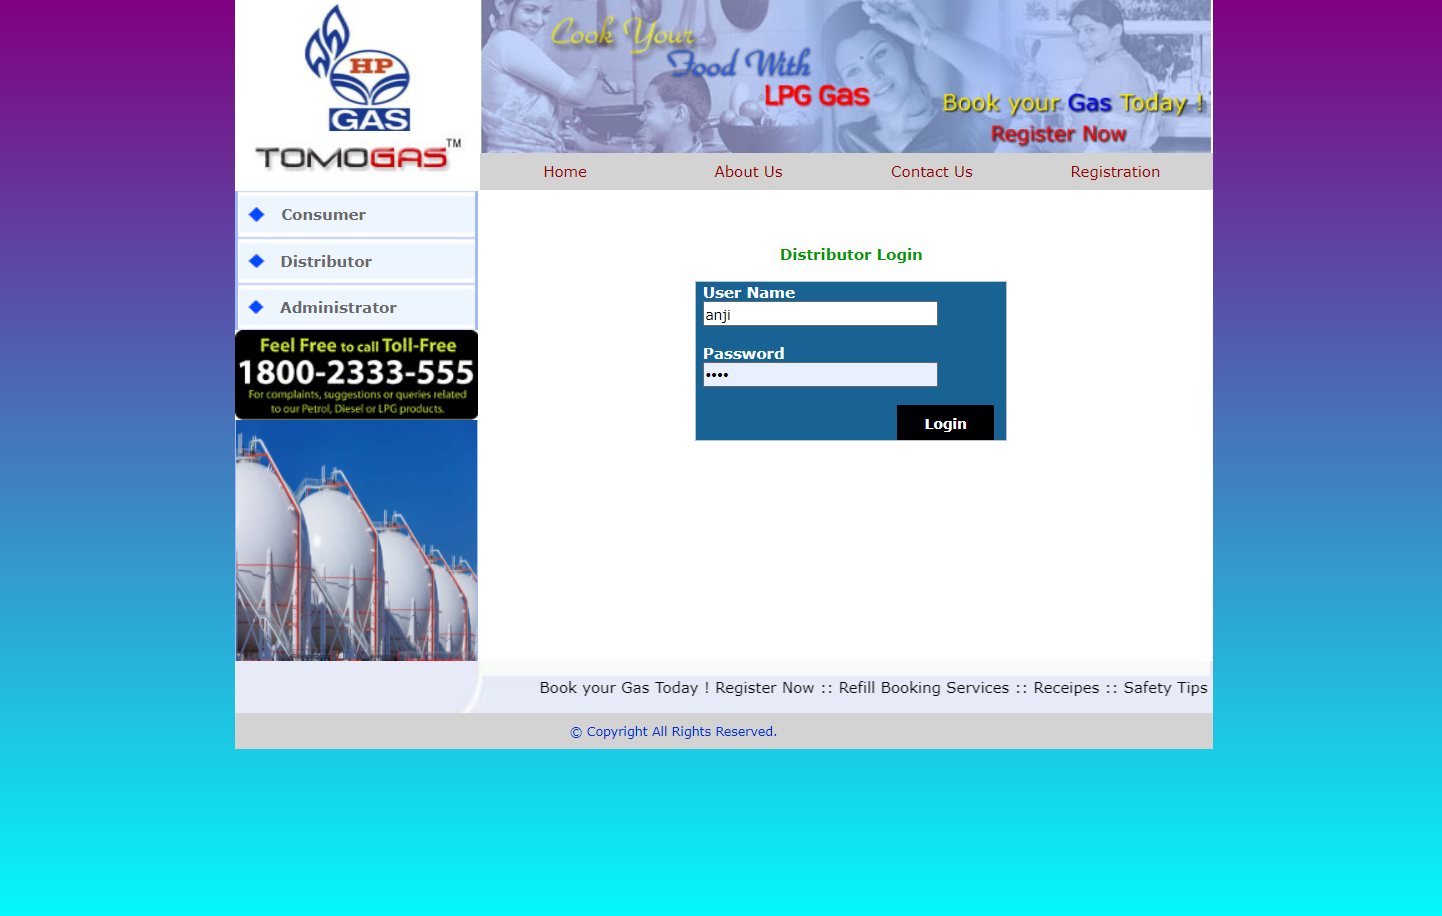 HP
GAS
TOMOGAS™
Cook Your
Food With
LPG Gas
Book your Gas Today !
Register Now
Home
About Us
Contact Us
Registration
Consumer
Distributor
Administrator
Feel Free to call Toll-Free
1800-2333-555
For complaints, suggestions or queries related
to our Petrol, Diesel or LPG products.
Distributor Login
User Name
anji
Password
••••
Login
Book your Gas Today ! Register Now :: Refill Booking Services :: Receipes :: Safety Tips
© Copyright All Rights Reserved.